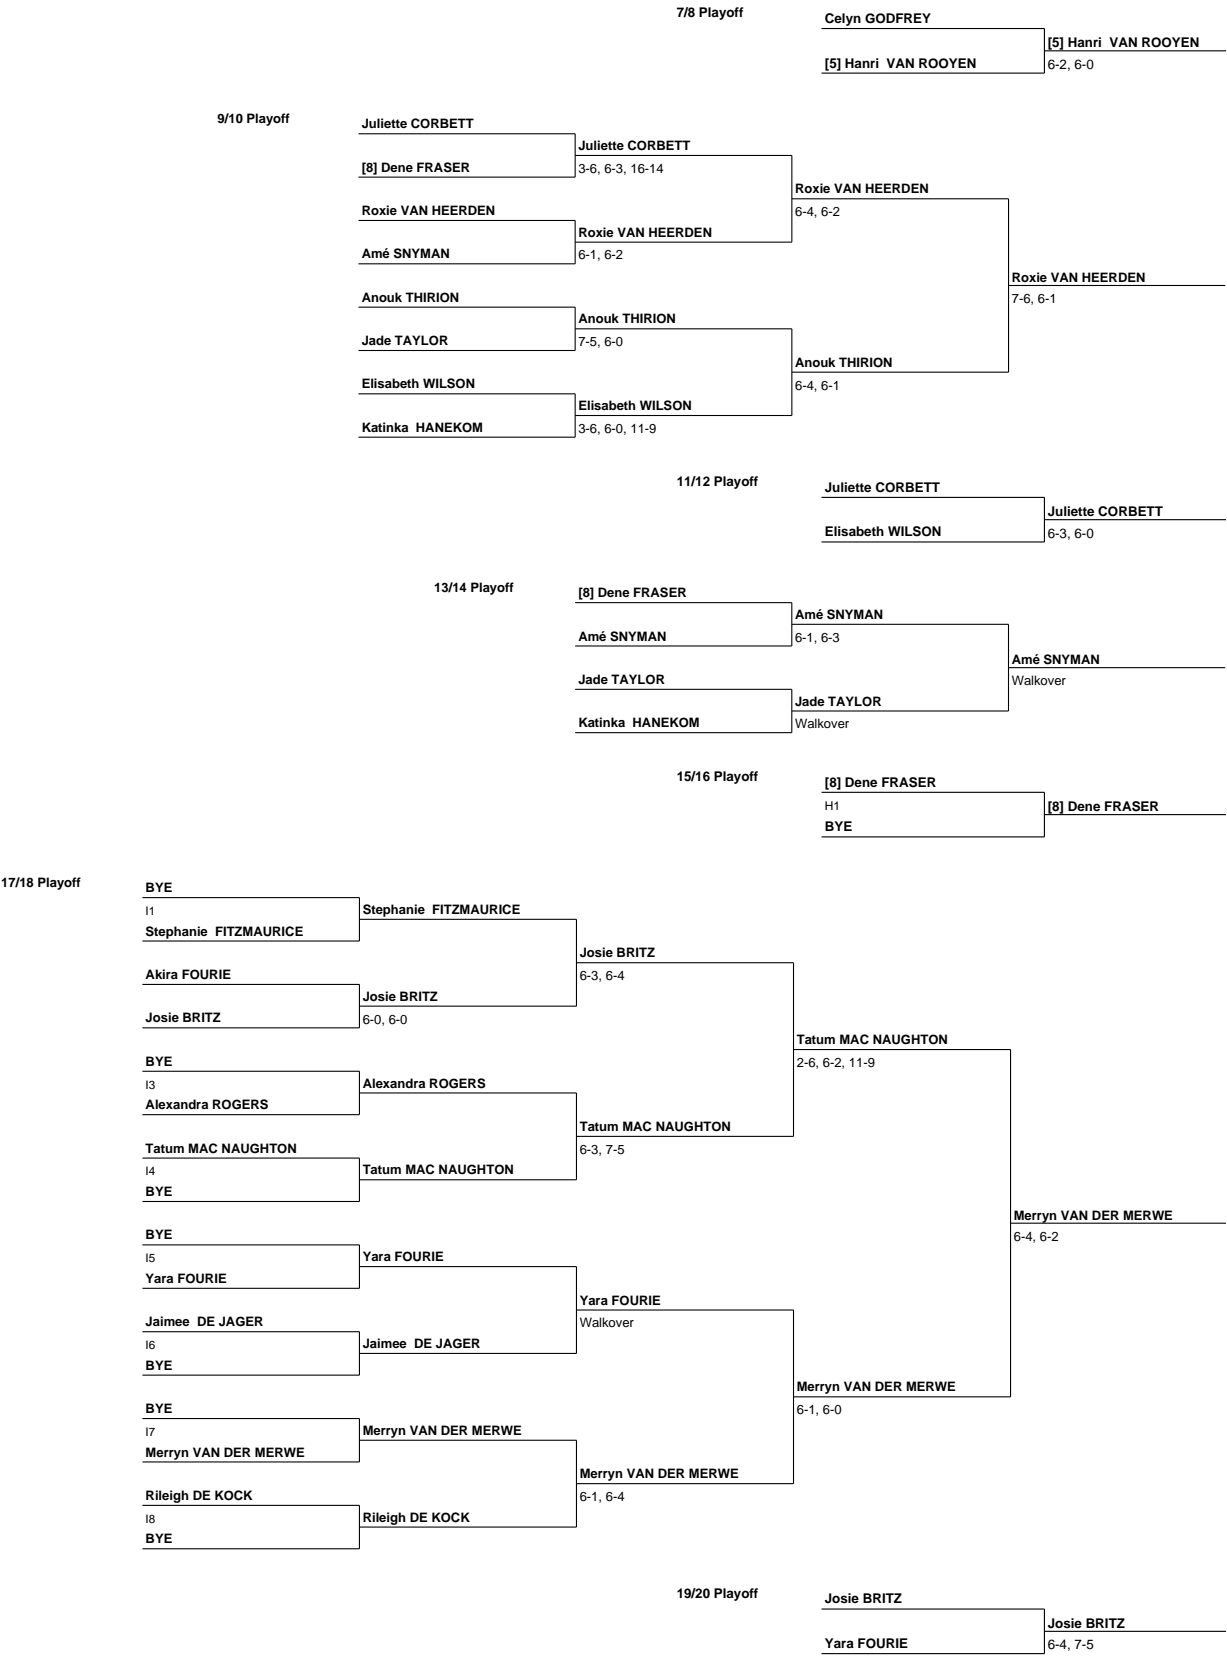 7/8 Playoff
Celyn GODFREY
[5] Hanri VAN ROOYEN
[5] Hanri VAN ROOYEN
6-2, 6-0
9/10 Playoff
Juliette CORBETT
Juliette CORBETT
[8] Dene FRASER
3-6, 6-3, 16-14
Roxie VAN HEERDEN
Roxie VAN HEERDEN
6-4, 6-2
Roxie VAN HEERDEN
Amé SNYMAN
6-1, 6-2
Roxie VAN HEERDEN
Anouk THIRION
7-6, 6-1
Anouk THIRION
Jade TAYLOR
7-5, 6-0
Anouk THIRION
Elisabeth WILSON
6-4, 6-1
Elisabeth WILSON
Katinka HANEKOM
3-6, 6-0, 11-9
11/12 Playoff
Juliette CORBETT
Juliette CORBETT
Elisabeth WILSON
6-3, 6-0
13/14 Playoff
[8] Dene FRASER
Amé SNYMAN
Amé SNYMAN
6-1, 6-3
Amé SNYMAN
Jade TAYLOR
Walkover
Jade TAYLOR
Katinka HANEKOM
Walkover
15/16 Playoff
[8] Dene FRASER
H1
[8] Dene FRASER
BYE
17/18 Playoff
BYE
I1
Stephanie FITZMAURICE
Stephanie FITZMAURICE
Josie BRITZ
Akira FOURIE
6-3, 6-4
Josie BRITZ
Josie BRITZ
6-0, 6-0
Tatum MAC NAUGHTON
BYE
2-6, 6-2, 11-9
I3
Alexandra ROGERS
Alexandra ROGERS
Tatum MAC NAUGHTON
Tatum MAC NAUGHTON
6-3, 7-5
I4
Tatum MAC NAUGHTON
BYE
Merryn VAN DER MERWE
BYE
6-4, 6-2
I5
Yara FOURIE
Yara FOURIE
Yara FOURIE
Jaimee DE JAGER
Walkover
I6
Jaimee DE JAGER
BYE
Merryn VAN DER MERWE
BYE
6-1, 6-0
I7
Merryn VAN DER MERWE
Merryn VAN DER MERWE
Merryn VAN DER MERWE
Rileigh DE KOCK
6-1, 6-4
I8
Rileigh DE KOCK
BYE
19/20 Playoff
Josie BRITZ
Josie BRITZ
Yara FOURIE
6-4, 7-5